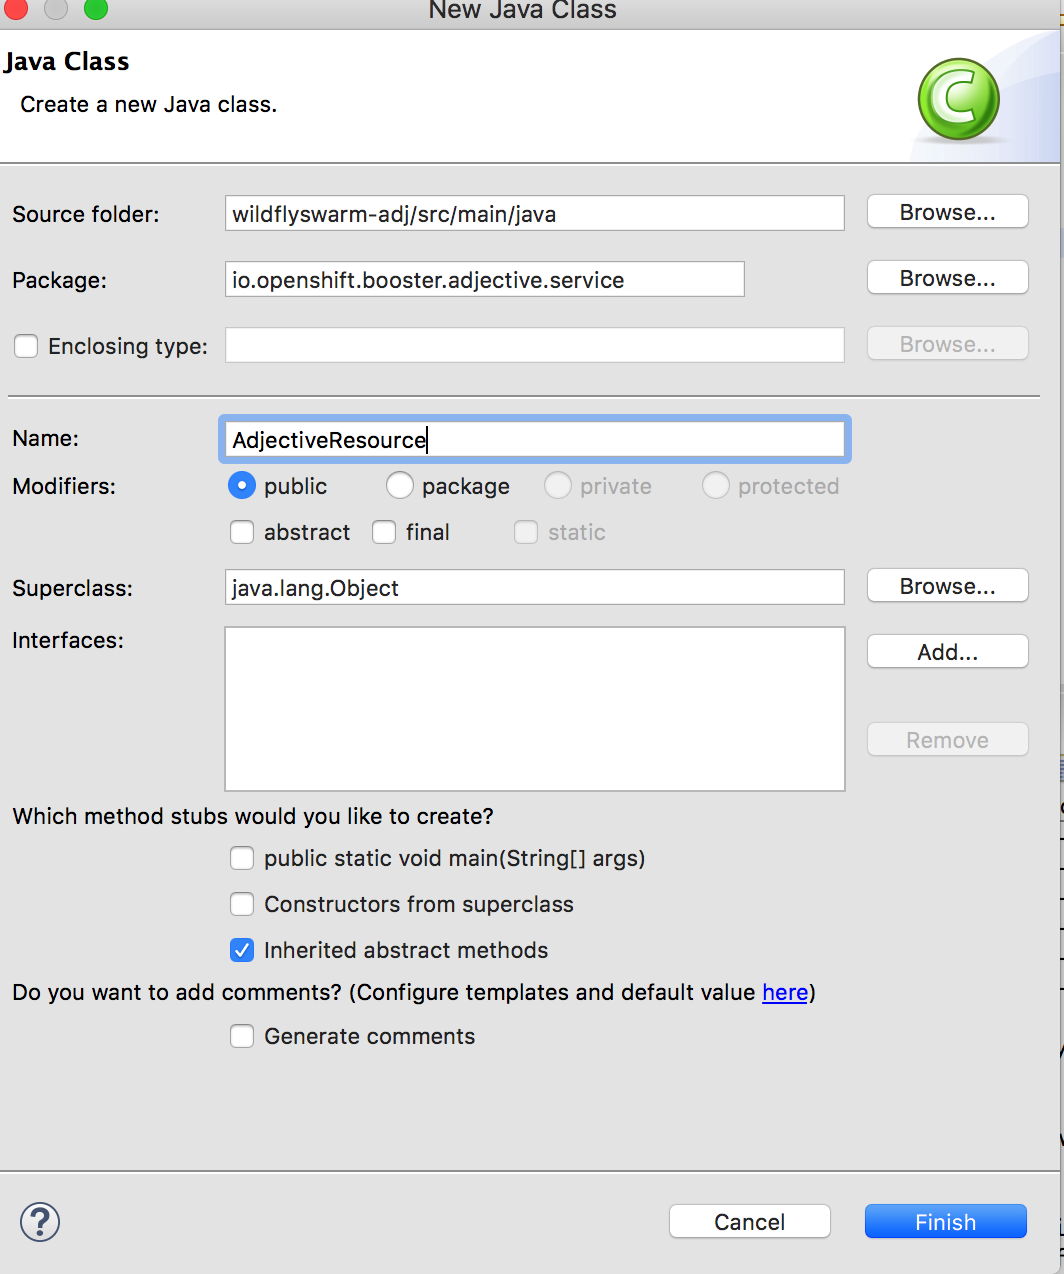 New Java Class
Java Class
Create a new Java class.
Source folder: wildflyswarm-adj/src/main/java Browse...
Package: io.openshift.booster.adjective.service Browse...
Enclosing type: Browse...
Name: AdjectiveResource
Modifiers: public package private protected
abstract final static
Superclass: java.lang.Object Browse...
Interfaces: Add...
Remove
Which method stubs would you like to create?
public static void main(String[] args)
Constructors from superclass
Inherited abstract methods
Do you want to add comments? (Configure templates and default value here)
Generate comments
? Cancel Finish